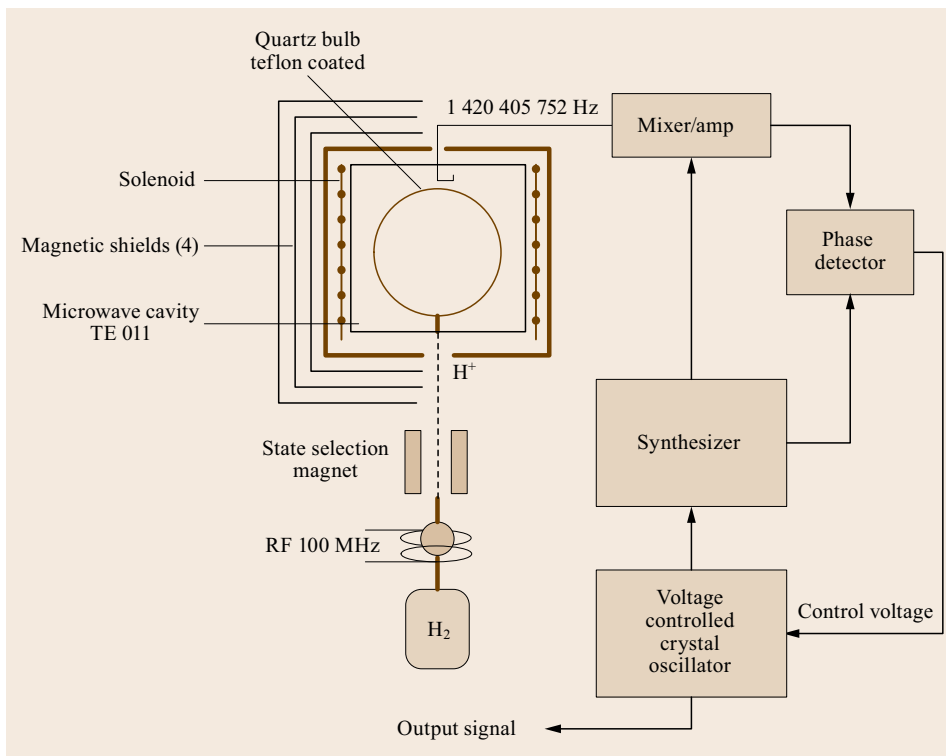 Quartz bulb
teflon coated
1 420 405 752 Hz
Mixer/amp
Solenoid
Magnetic shields (4)
Phase
detector
Microwave cavity
TE 011
H⁺
State selection
magnet
Synthesizer
RF 100 MHz
H₂
Voltage
controlled
crystal
oscillator
Control voltage
Output signal